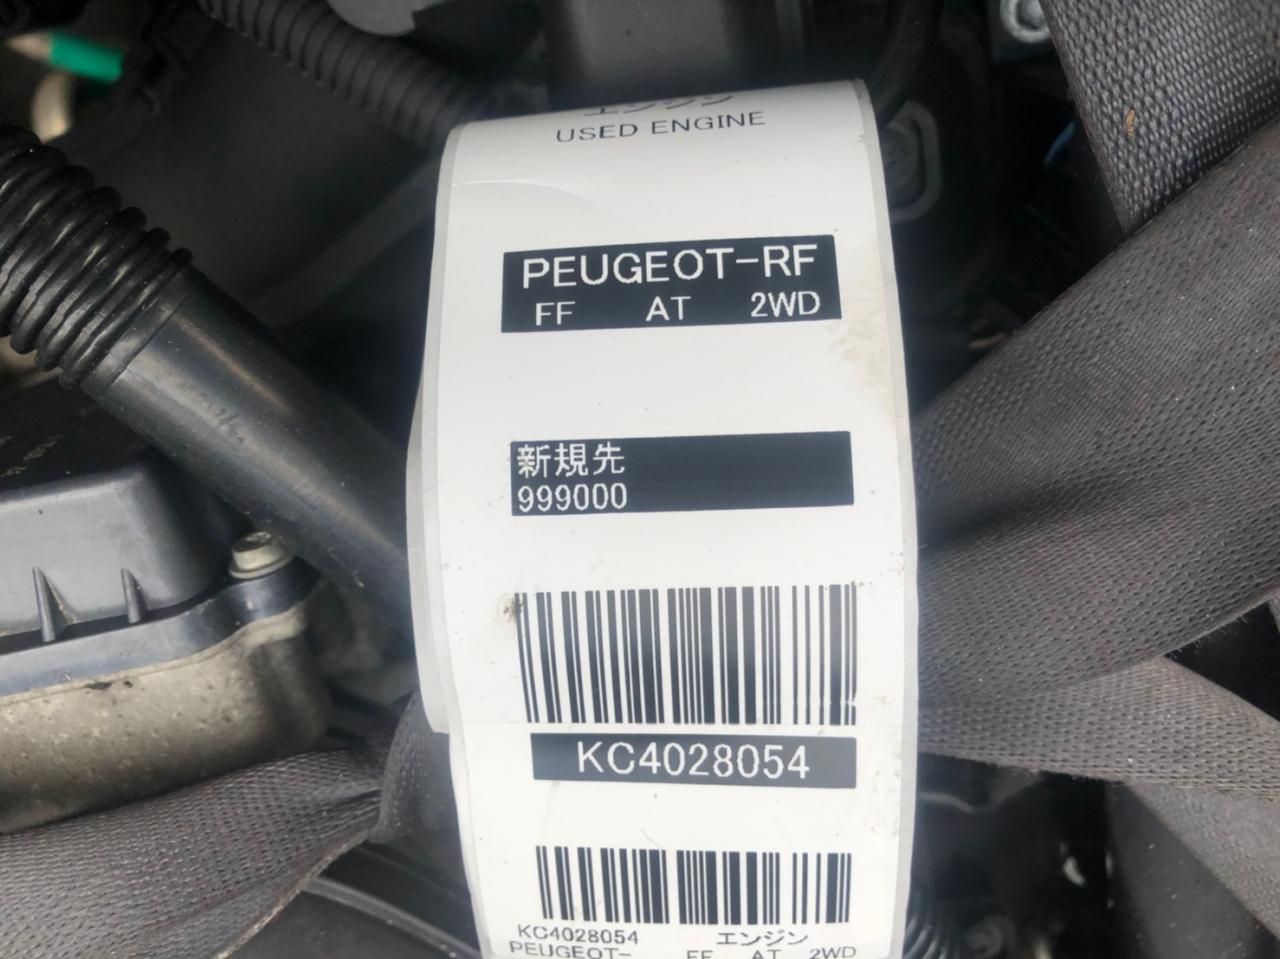 エンジン
USED ENGINE
PEUGEOT-RF
FF AT 2WD
新規先
999000
KC4028054
KC4028054 エンジン
PEUGEOT- FF AT 2WD